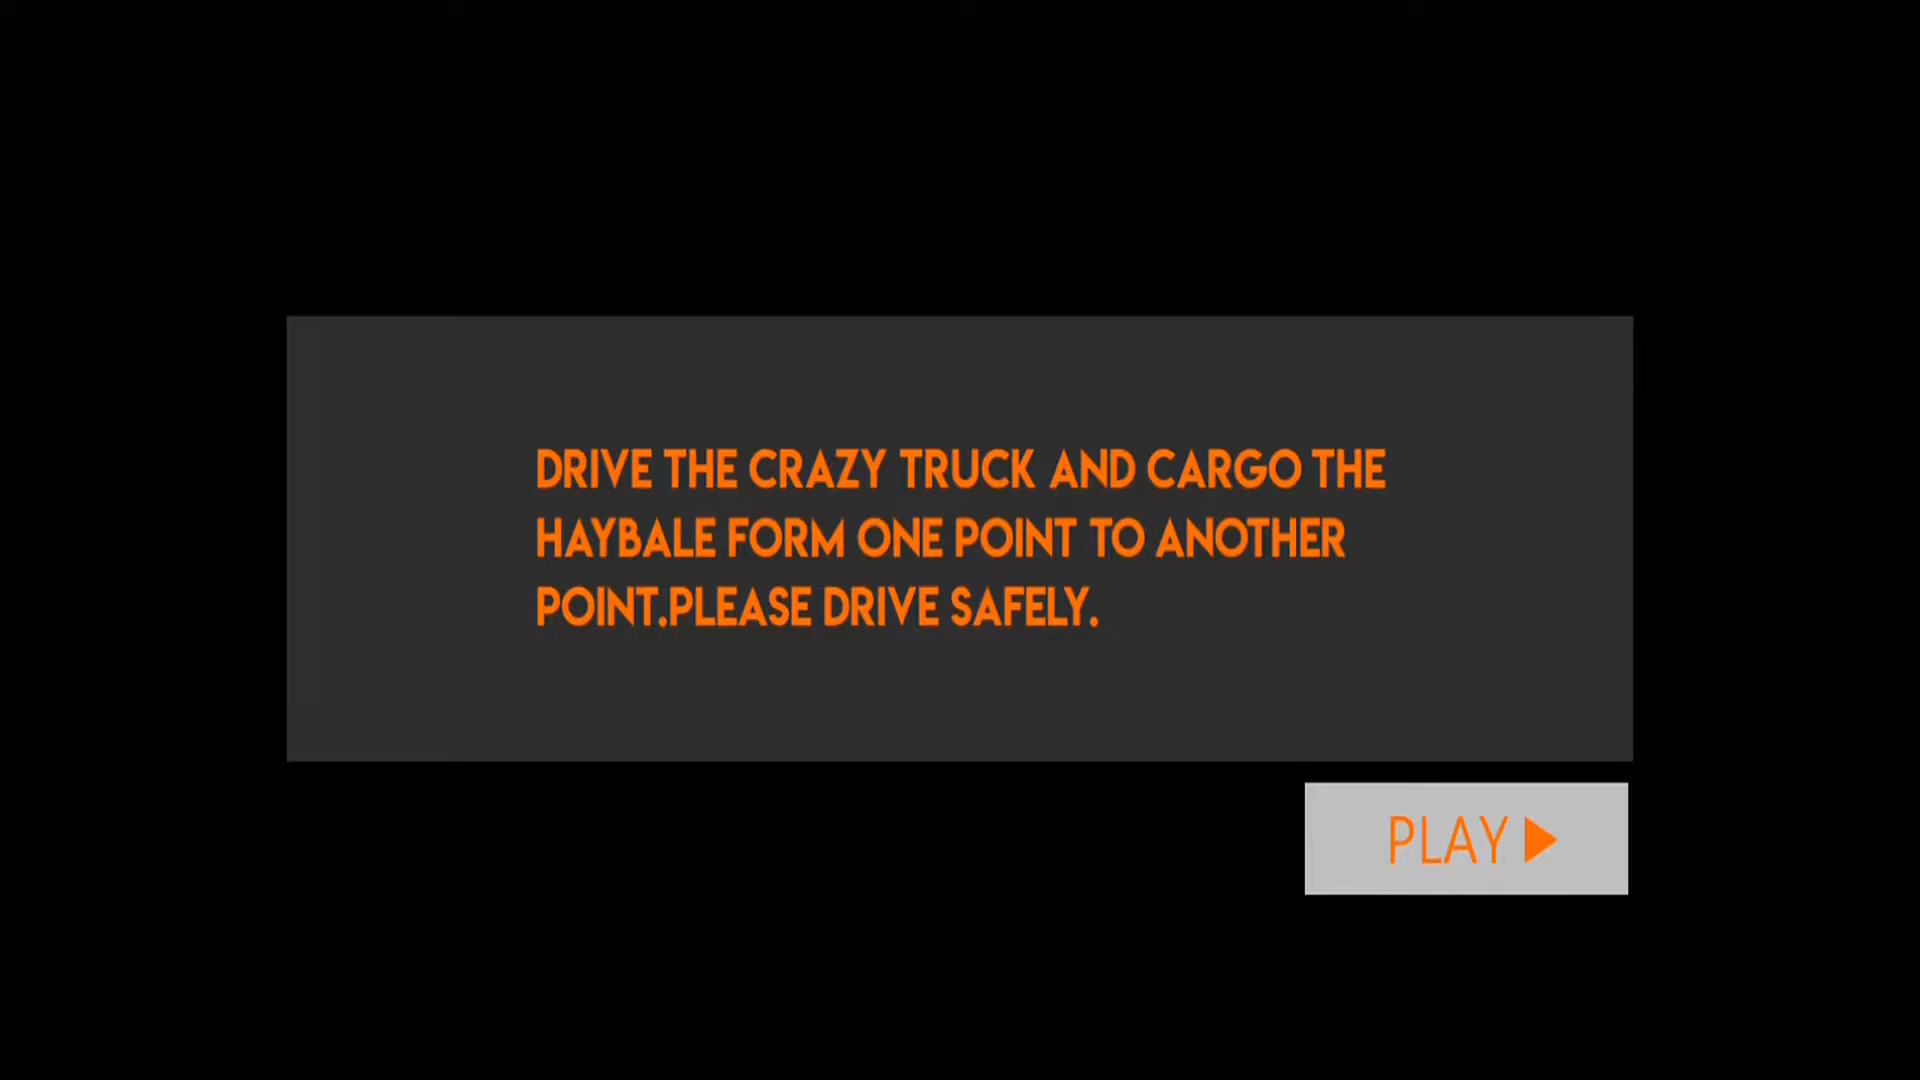 DRIVE THE CRAZY TRUCK AND CARGO THE
HAYBALE FORM ONE POINT TO ANOTHER
POINT.PLEASE DRIVE SAFELY.
PLAY